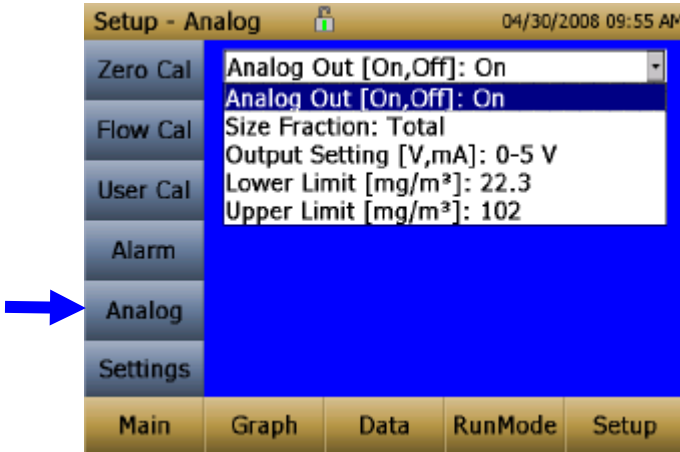 Setup - Analog 04/30/2008 09:55 AM
Zero Cal
Flow Cal
User Cal
Alarm
Analog
Settings
Analog Out [On,Off]: On
Analog Out [On,Off]: On
Size Fraction: Total
Output Setting [V,mA]: 0-5 V
Lower Limit [mg/m³]: 22.3
Upper Limit [mg/m³]: 102
Main Graph Data RunMode Setup